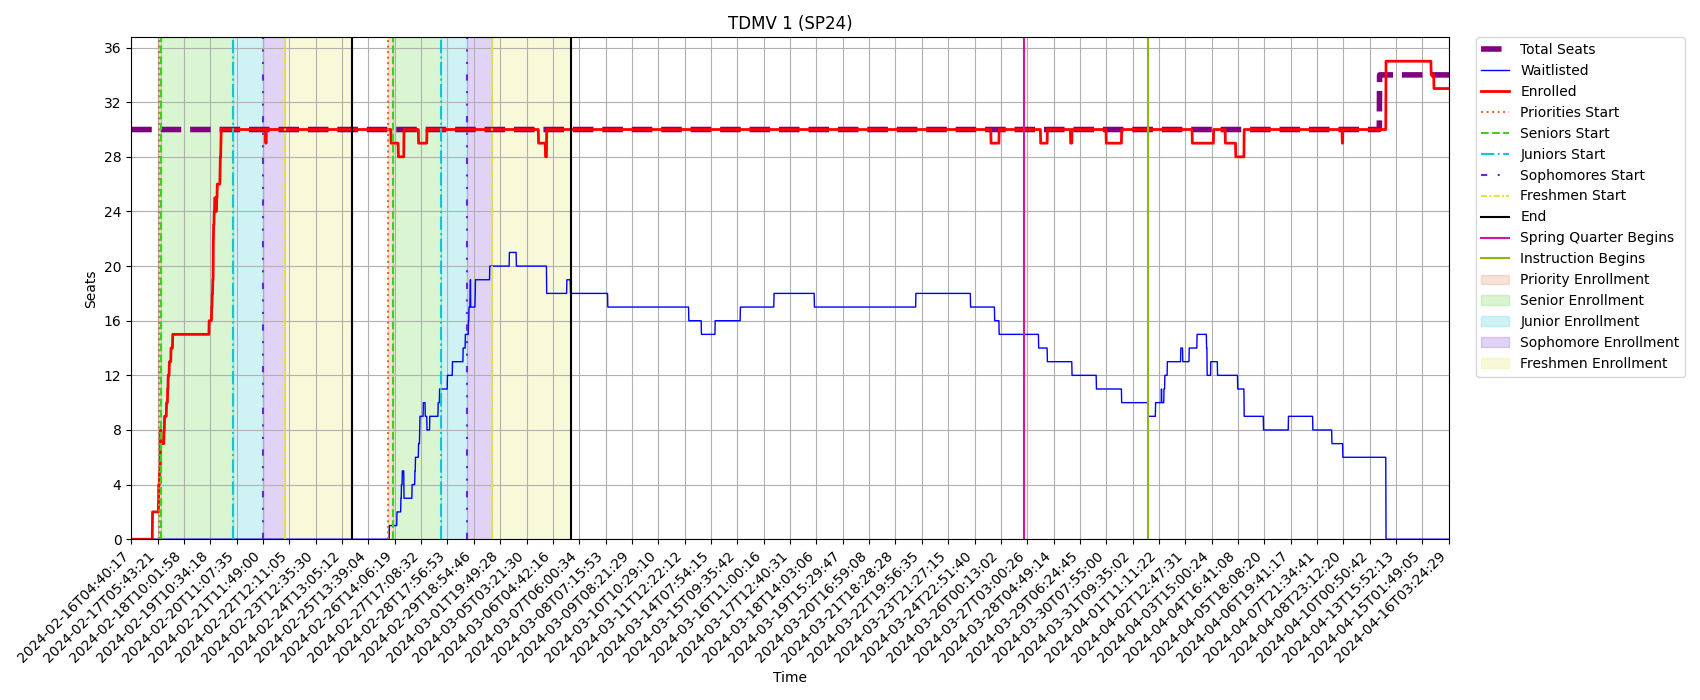 TDMV 1 (SP24)
36
32
28
24
20
16
12
8
4
0
Seats
2024-02-16T04:40:17
2024-02-17T05:43:21
2024-02-18T10:01:58
2024-02-19T10:34:18
2024-02-20T11:07:35
2024-02-21T11:49:00
2024-02-22T12:11:05
2024-02-23T12:35:30
2024-02-24T13:05:12
2024-02-25T13:39:04
2024-02-26T14:06:19
2024-02-27T17:08:32
2024-02-28T17:56:53
2024-02-29T18:54:46
2024-03-05T03:49:28
2024-03-05T21:30:01
2024-03-06T04:42:16
2024-03-07T06:00:34
2024-03-08T07:15:53
2024-03-09T08:21:29
2024-03-10T10:29:10
2024-03-11T12:22:12
2024-03-14T07:54:15
2024-03-15T09:35:42
2024-03-16T11:00:16
2024-03-17T12:40:31
2024-03-18T14:03:06
2024-03-19T15:29:47
2024-03-20T16:59:08
2024-03-21T18:28:28
2024-03-22T19:56:35
2024-03-23T21:27:15
2024-03-24T22:51:40
2024-03-26T00:13:02
2024-03-27T03:00:26
2024-03-28T04:49:14
2024-03-29T06:24:45
2024-03-30T07:55:00
2024-03-31T09:35:02
2024-04-01T11:11:22
2024-04-02T12:47:31
2024-04-03T15:00:24
2024-04-04T16:41:08
2024-04-05T18:08:20
2024-04-06T19:41:17
2024-04-07T21:34:41
2024-04-08T23:12:20
2024-04-10T00:50:42
2024-04-13T15:52:13
2024-04-15T01:49:05
2024-04-16T03:24:29
Time
Total Seats
Waitlisted
Enrolled
Priorities Start
Seniors Start
Juniors Start
Sophomores Start
Freshmen Start
End
Spring Quarter Begins
Instruction Begins
Priority Enrollment
Senior Enrollment
Junior Enrollment
Sophomore Enrollment
Freshmen Enrollment